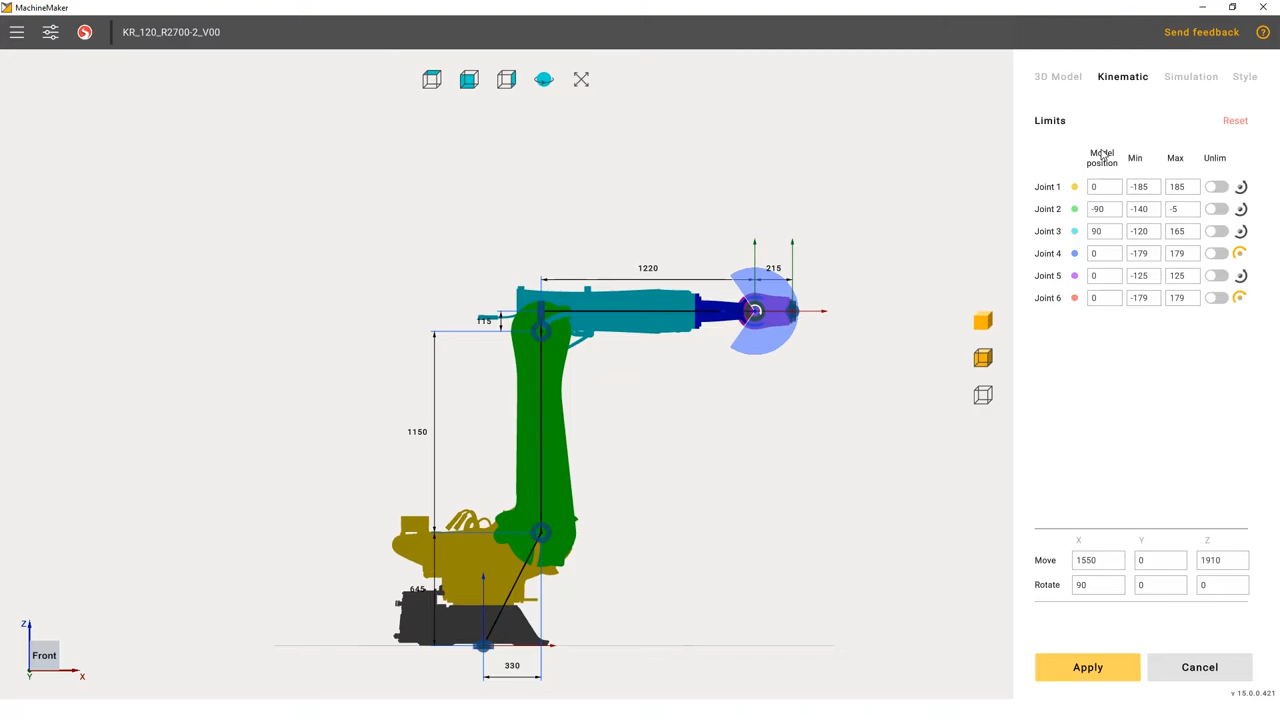 MachineMaker
KR_120_R2700-2_V00
Send feedback
?
3D Model Kinematic Simulation Style
Limits Reset
Model position Min Max Unlim
Joint 1 0 -185 185
Joint 2 -90 -140 -5
Joint 3 90 -120 165
Joint 4 0 -179 179
Joint 5 0 -125 125
Joint 6 0 -179 179
1220
215
115
1150
645
330
X Y Z
Move 1550 0 1910
Rotate 90 0 0
Apply Cancel
Z
Front
Y
X
v 15.0.0.421